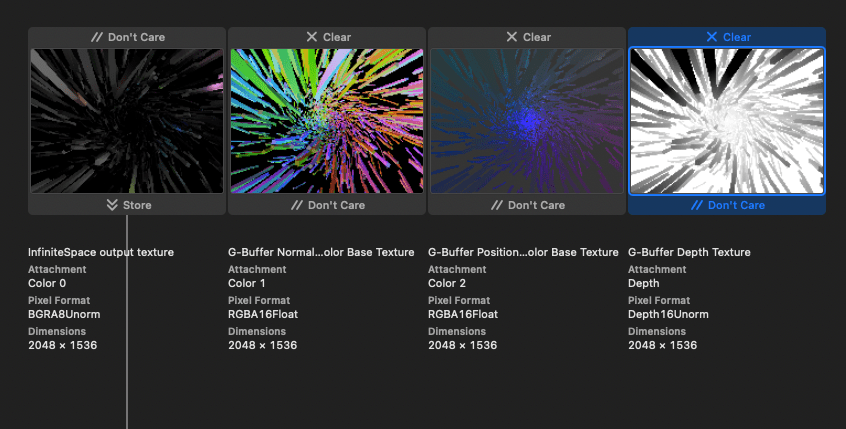 Don't Care
Clear
Clear
Clear
Store
Don't Care
Don't Care
Don't Care
InfiniteSpace output texture
Attachment
Color 0
Pixel Format
BGRA8Unorm
Dimensions
2048 × 1536
G-Buffer Normal...olor Base Texture
Attachment
Color 1
Pixel Format
RGBA16Float
Dimensions
2048 × 1536
G-Buffer Position...olor Base Texture
Attachment
Color 2
Pixel Format
RGBA16Float
Dimensions
2048 × 1536
G-Buffer Depth Texture
Attachment
Depth
Pixel Format
Depth16Unorm
Dimensions
2048 × 1536